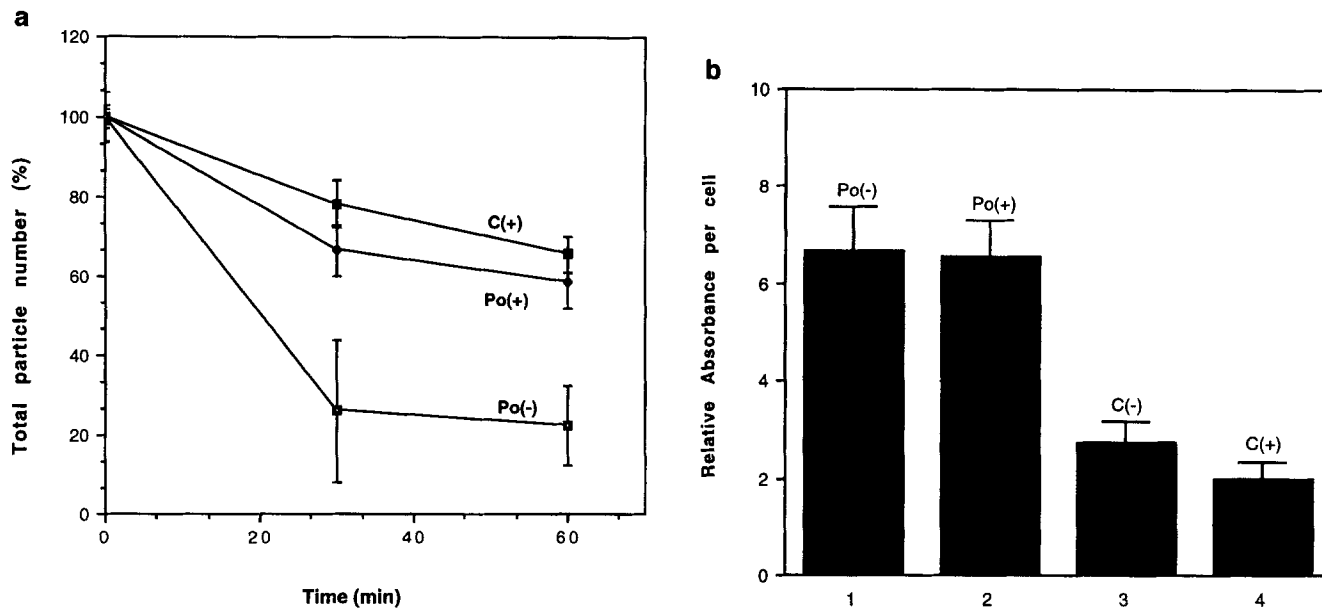 a
Total particle number (%)
120
100
80
60
40
20
0
C(+)
Po(+)
Po(-)
0 20 40 60
Time (min)
b
Relative Absorbance per cell
10
8
6
4
2
0
Po(-)
Po(+)
C(-)
C(+)
1 2 3 4